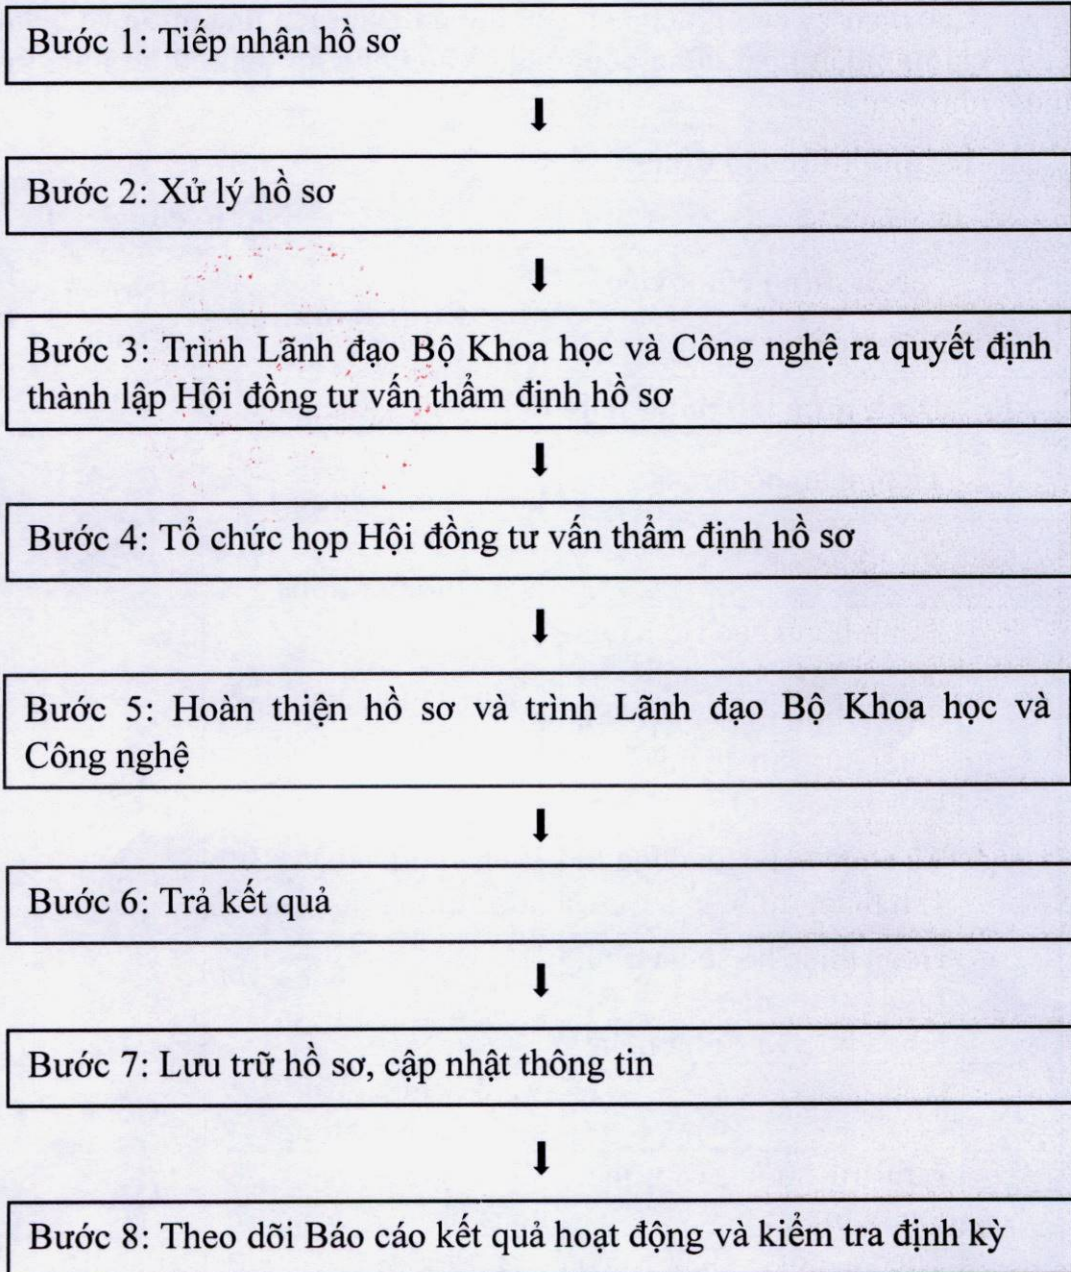 Bước 1: Tiếp nhận hồ sơ
Bước 2: Xử lý hồ sơ
Bước 3: Trình Lãnh đạo Bộ Khoa học và Công nghệ ra quyết định
thành lập Hội đồng tư vấn thẩm định hồ sơ
Bước 4: Tổ chức họp Hội đồng tư vấn thẩm định hồ sơ
Bước 5: Hoàn thiện hồ sơ và trình Lãnh đạo Bộ Khoa học và
Công nghệ
Bước 6: Trả kết quả
Bước 7: Lưu trữ hồ sơ, cập nhật thông tin
Bước 8: Theo dõi Báo cáo kết quả hoạt động và kiểm tra định kỳ